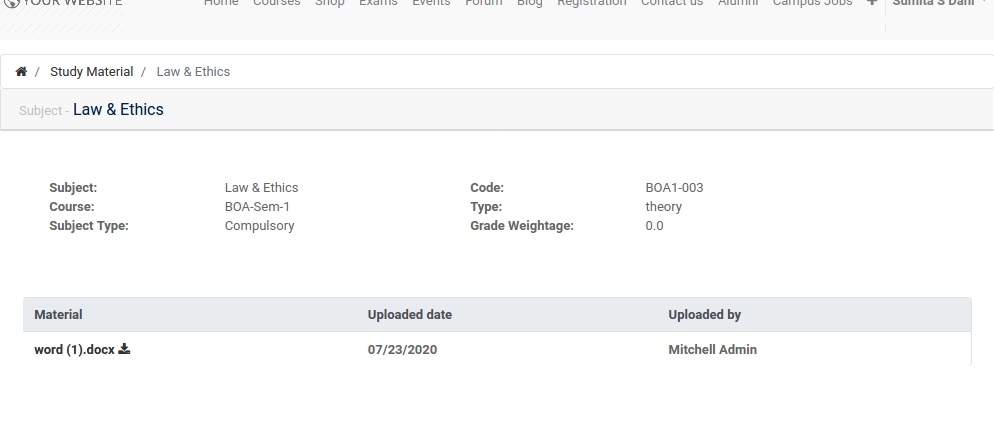 YOUR WEBSITE Home Courses Shop Exams Events Forum Blog Registration Contact us Alumni Campus Jobs + Sumita S Dani
/ Study Material / Law & Ethics
Subject - Law & Ethics
Subject: Law & Ethics Code: BOA1-003
Course: BOA-Sem-1 Type: theory
Subject Type: Compulsory Grade Weightage: 0.0
Material Uploaded date Uploaded by
word (1).docx 07/23/2020 Mitchell Admin